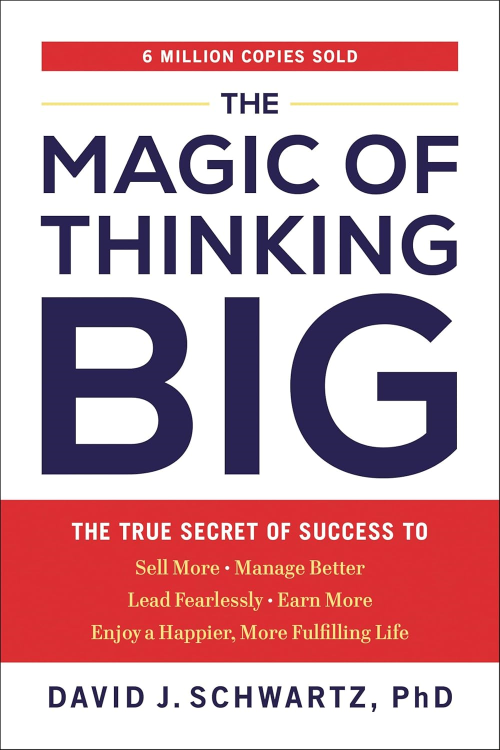 6 MILLION COPIES SOLD
THE
MAGIC OF
THINKING
BIG
THE TRUE SECRET OF SUCCESS TO
Sell More • Manage Better
Lead Fearlessly • Earn More
Enjoy a Happier, More Fulfilling Life
DAVID J. SCHWARTZ, PhD